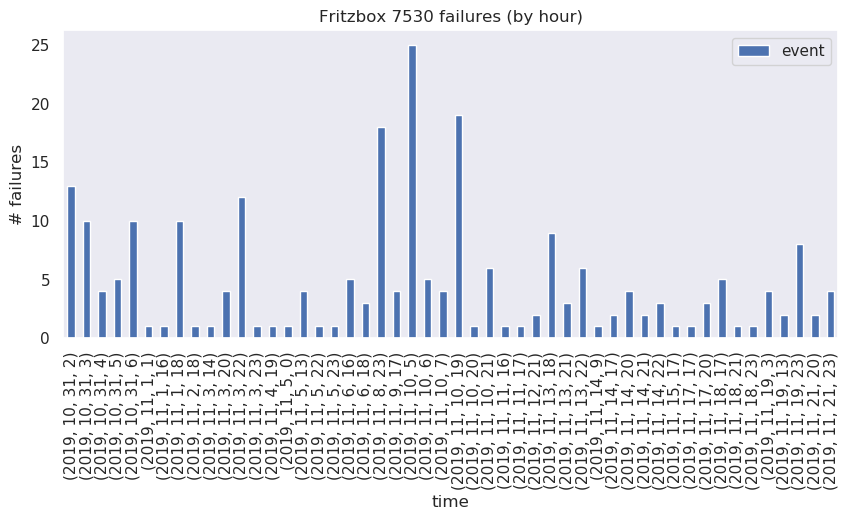 Fritzbox 7530 failures (by hour)
event
# failures
25
20
15
10
5
0
(2019, 10, 31, 2)
(2019, 10, 31, 3)
(2019, 10, 31, 4)
(2019, 10, 31, 5)
(2019, 10, 31, 6)
(2019, 11, 1, 1)
(2019, 11, 1, 16)
(2019, 11, 1, 18)
(2019, 11, 2, 18)
(2019, 11, 3, 14)
(2019, 11, 3, 20)
(2019, 11, 3, 22)
(2019, 11, 3, 23)
(2019, 11, 4, 19)
(2019, 11, 5, 0)
(2019, 11, 5, 13)
(2019, 11, 5, 22)
(2019, 11, 5, 23)
(2019, 11, 6, 16)
(2019, 11, 6, 18)
(2019, 11, 8, 23)
(2019, 11, 9, 17)
(2019, 11, 10, 5)
(2019, 11, 10, 6)
(2019, 11, 10, 7)
(2019, 11, 10, 19)
(2019, 11, 10, 20)
(2019, 11, 10, 21)
(2019, 11, 11, 16)
(2019, 11, 11, 17)
(2019, 11, 12, 21)
(2019, 11, 13, 18)
(2019, 11, 13, 21)
(2019, 11, 13, 22)
(2019, 11, 14, 9)
(2019, 11, 14, 17)
(2019, 11, 14, 20)
(2019, 11, 14, 21)
(2019, 11, 14, 22)
(2019, 11, 15, 17)
(2019, 11, 17, 17)
(2019, 11, 17, 20)
(2019, 11, 18, 17)
(2019, 11, 18, 21)
(2019, 11, 18, 23)
(2019, 11, 19, 3)
(2019, 11, 19, 13)
(2019, 11, 19, 23)
(2019, 11, 21, 20)
(2019, 11, 21, 23)
time